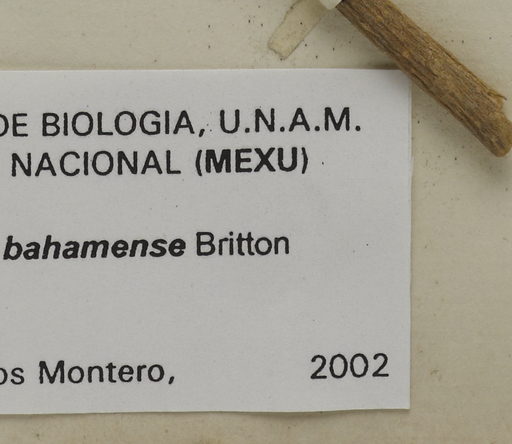 DE BIOLOGIA, U.N.A.M.
NACIONAL (MEXU)
bahamense Britton
os Montero, 2002